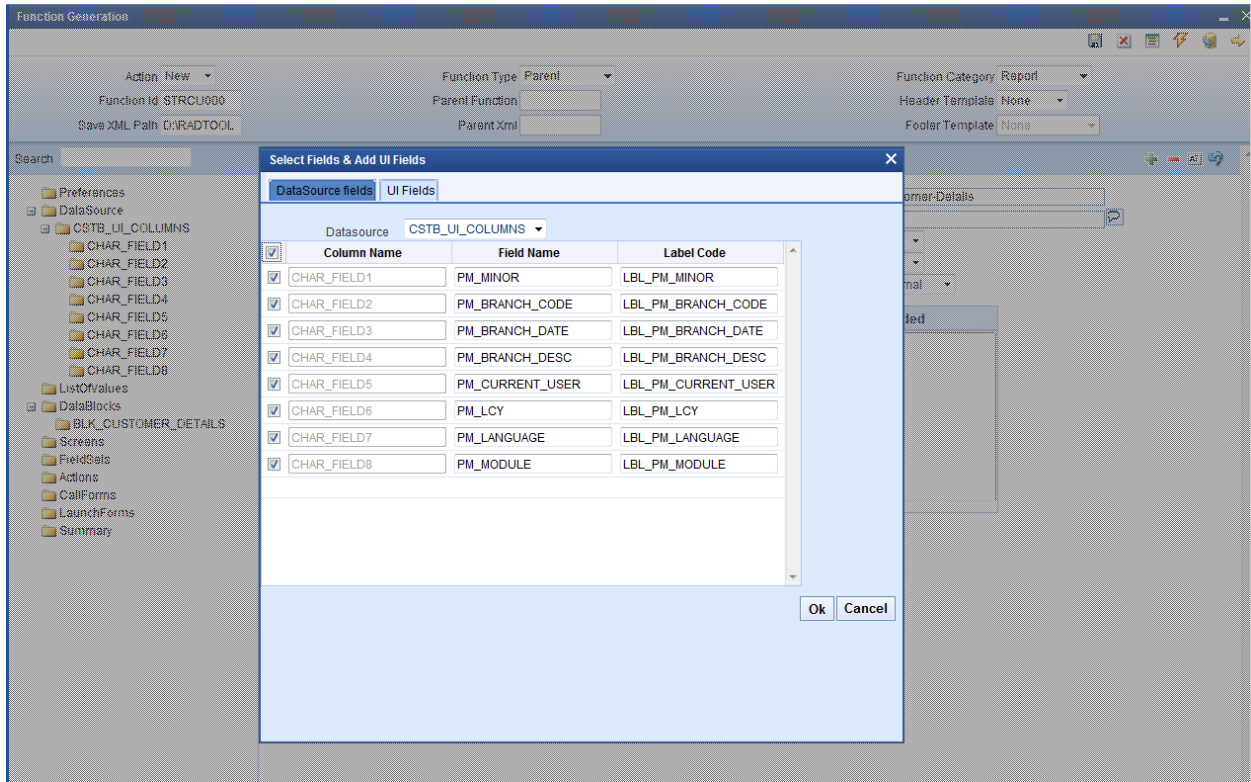 Function Generation
Action New Function Type Parent Function Category Report
Function Id STRCU000 Parent Function Header Template None
Save XML Path D:\RADTOOL Parent Xml Footer Template None
Search
Preferences
DataSource
CSTB_UI_COLUMNS
CHAR_FIELD1
CHAR_FIELD2
CHAR_FIELD3
CHAR_FIELD4
CHAR_FIELD5
CHAR_FIELD6
CHAR_FIELD7
CHAR_FIELD8
ListOfValues
DataBlocks
BLK_CUSTOMER_DETAILS
Screens
FieldSets
Actions
CallForms
LaunchForms
Summary
Select Fields & Add UI Fields
DataSource fields UI Fields
Datasource CSTB_UI_COLUMNS
Column Name Field Name Label Code
CHAR_FIELD1 PM_MINOR LBL_PM_MINOR
CHAR_FIELD2 PM_BRANCH_CODE LBL_PM_BRANCH_CODE
CHAR_FIELD3 PM_BRANCH_DATE LBL_PM_BRANCH_DATE
CHAR_FIELD4 PM_BRANCH_DESC LBL_PM_BRANCH_DESC
CHAR_FIELD5 PM_CURRENT_USER LBL_PM_CURRENT_USER
CHAR_FIELD6 PM_LCY LBL_PM_LCY
CHAR_FIELD7 PM_LANGUAGE LBL_PM_LANGUAGE
CHAR_FIELD8 PM_MODULE LBL_PM_MODULE
Ok Cancel
omer-Details
mal
ded